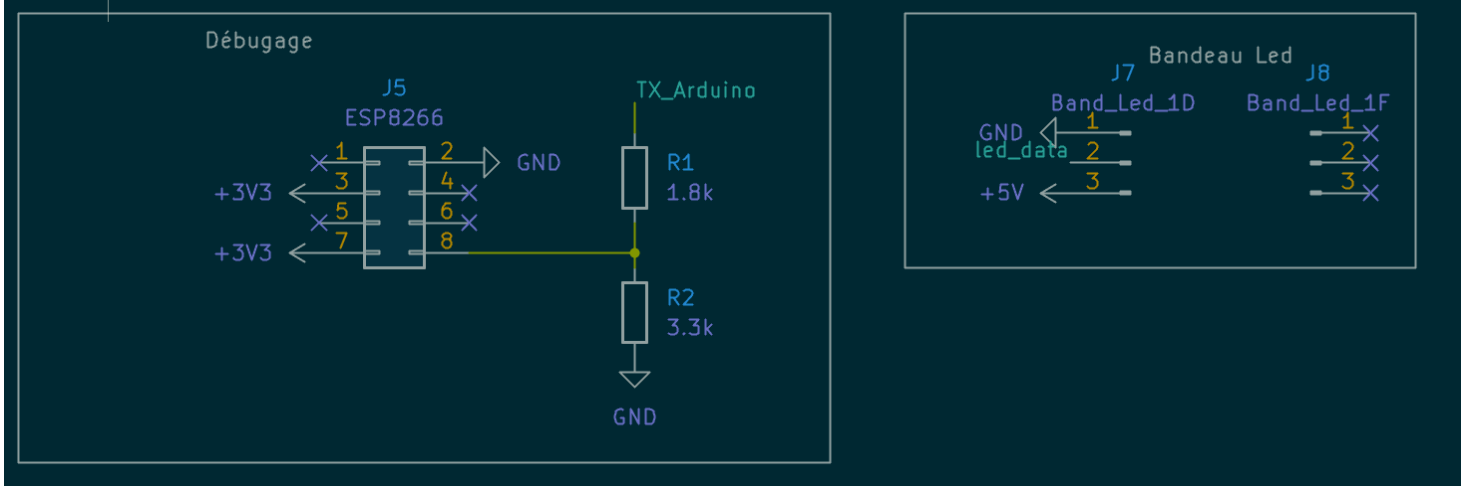 Débugage
J5
ESP8266
1 2 GND
+3V3 3 4
5 6
+3V3 7 8
TX_Arduino
R1
1.8k
R2
3.3k
GND
Bandeau Led
J7
Band_Led_1D
GND 1
led_data 2
+5V 3
J8
Band_Led_1F
1
2
3